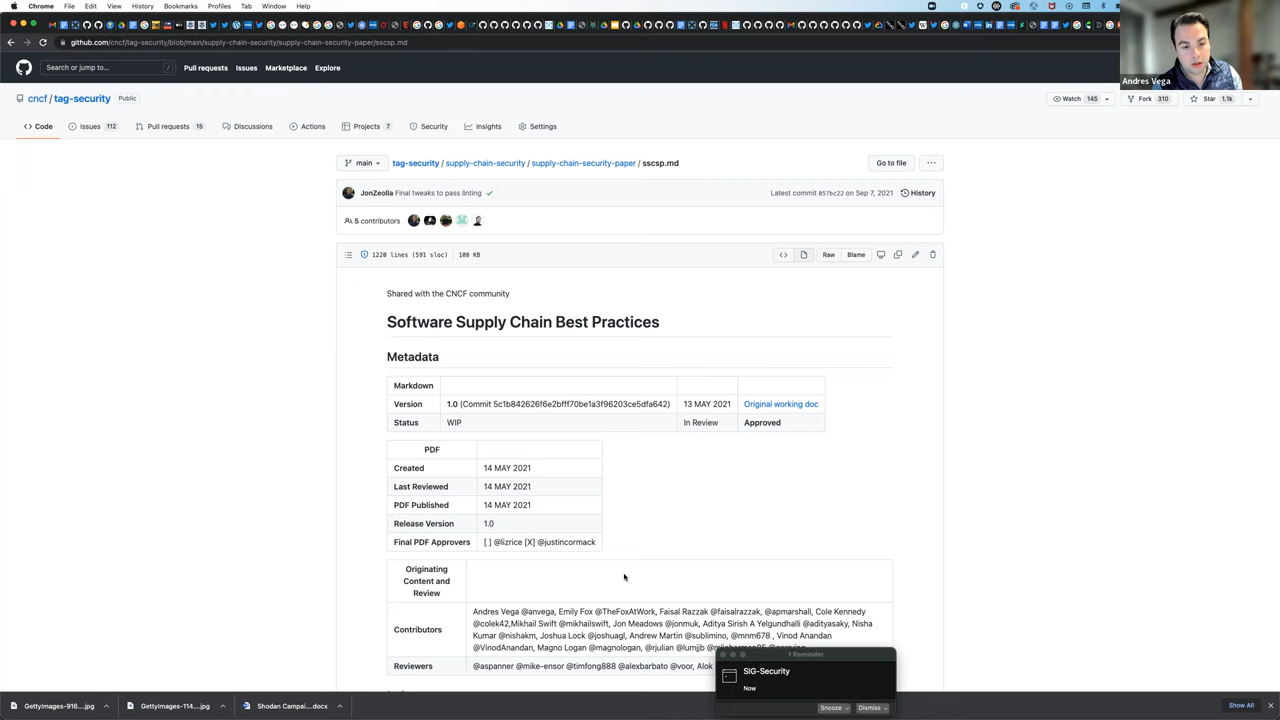 Chrome File Edit View History Bookmarks Profiles Tab Window Help
github.com/cncf/tag-security/blob/main/supply-chain-security/supply-chain-security-paper/sscsp.md
Andres Vega
Search or jump to... /
Pull requests Issues Marketplace Explore
cncf / tag-security Public
Watch 145 Fork 310 Star 1.1k
Code Issues 112 Pull requests 15 Discussions Actions Projects 7 Security Insights Settings
main tag-security / supply-chain-security / supply-chain-security-paper / sscsp.md Go to file ...
JonZeolla Final tweaks to pass linting Latest commit 057bc22 on Sep 7, 2021 History
5 contributors
1220 lines (591 sloc) 108 KB Raw Blame
Shared with the CNCF community
Software Supply Chain Best Practices
Metadata
Markdown
Version 1.0 (Commit 5c1b842626f6e2bfff70be1a3f96203ce5dfa642) 13 MAY 2021 Original working doc
Status WIP In Review Approved
PDF
Created 14 MAY 2021
Last Reviewed 14 MAY 2021
PDF Published 14 MAY 2021
Release Version 1.0
Final PDF Approvers [ ] @lizrice [X] @justincormack
Originating
Content and
Review
Contributors
Andres Vega @anvega, Emily Fox @TheFoxAtWork, Faisal Razzak @faisalrazzak, @apmarshall, Cole Kennedy
@colek42,Mikhail Swift @mikhailswift, Jon Meadows @jonmuk, Aditya Sirish A Yelgundhalli @adityasaky, Nisha
Kumar @nishakm, Joshua Lock @joshuagl, Andrew Martin @sublimino, @mnm678 , Vinod Anandan
@VinodAnandan, Magno Logan @magnologan, @rjulian @lumjjb
Reviewers @aspanner @mike-ensor @timfong888 @alexbarbato @voor, Alok
1 Reminder
SIG-Security
Now
Snooze Dismiss
GettyImages-916....jpg GettyImages-114....jpg Shodan Campai....docx Show All